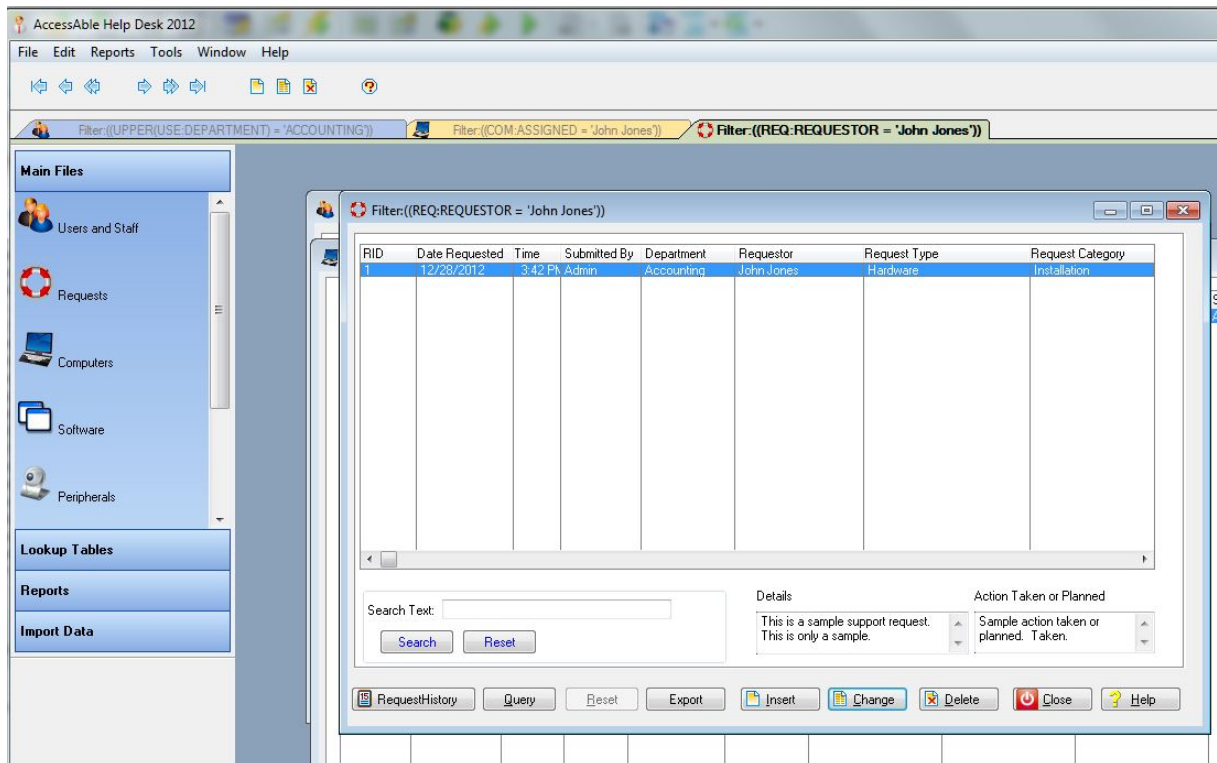 AccessAble Help Desk 2012
File Edit Reports Tools Window Help
Filter:((UPPER(USE:DEPARTMENT) = 'ACCOUNTING')) Filter:((COM:ASSIGNED = 'John Jones')) Filter:((REQ:REQUESTOR = 'John Jones'))
Main Files
Users and Staff
Requests
Computers
Software
Peripherals
Lookup Tables
Reports
Import Data
Filter:((REQ:REQUESTOR = 'John Jones'))
RID Date Requested Time Submitted By Department Requestor Request Type Request Category
1 12/28/2012 3:42 PM Admin Accounting John Jones Hardware Installation
Search Text:
Search Reset
Details
This is a sample support request.
This is only a sample.
Action Taken or Planned
Sample action taken or
planned. Taken.
RequestHistory Query Reset Export Insert Change Delete Close Help